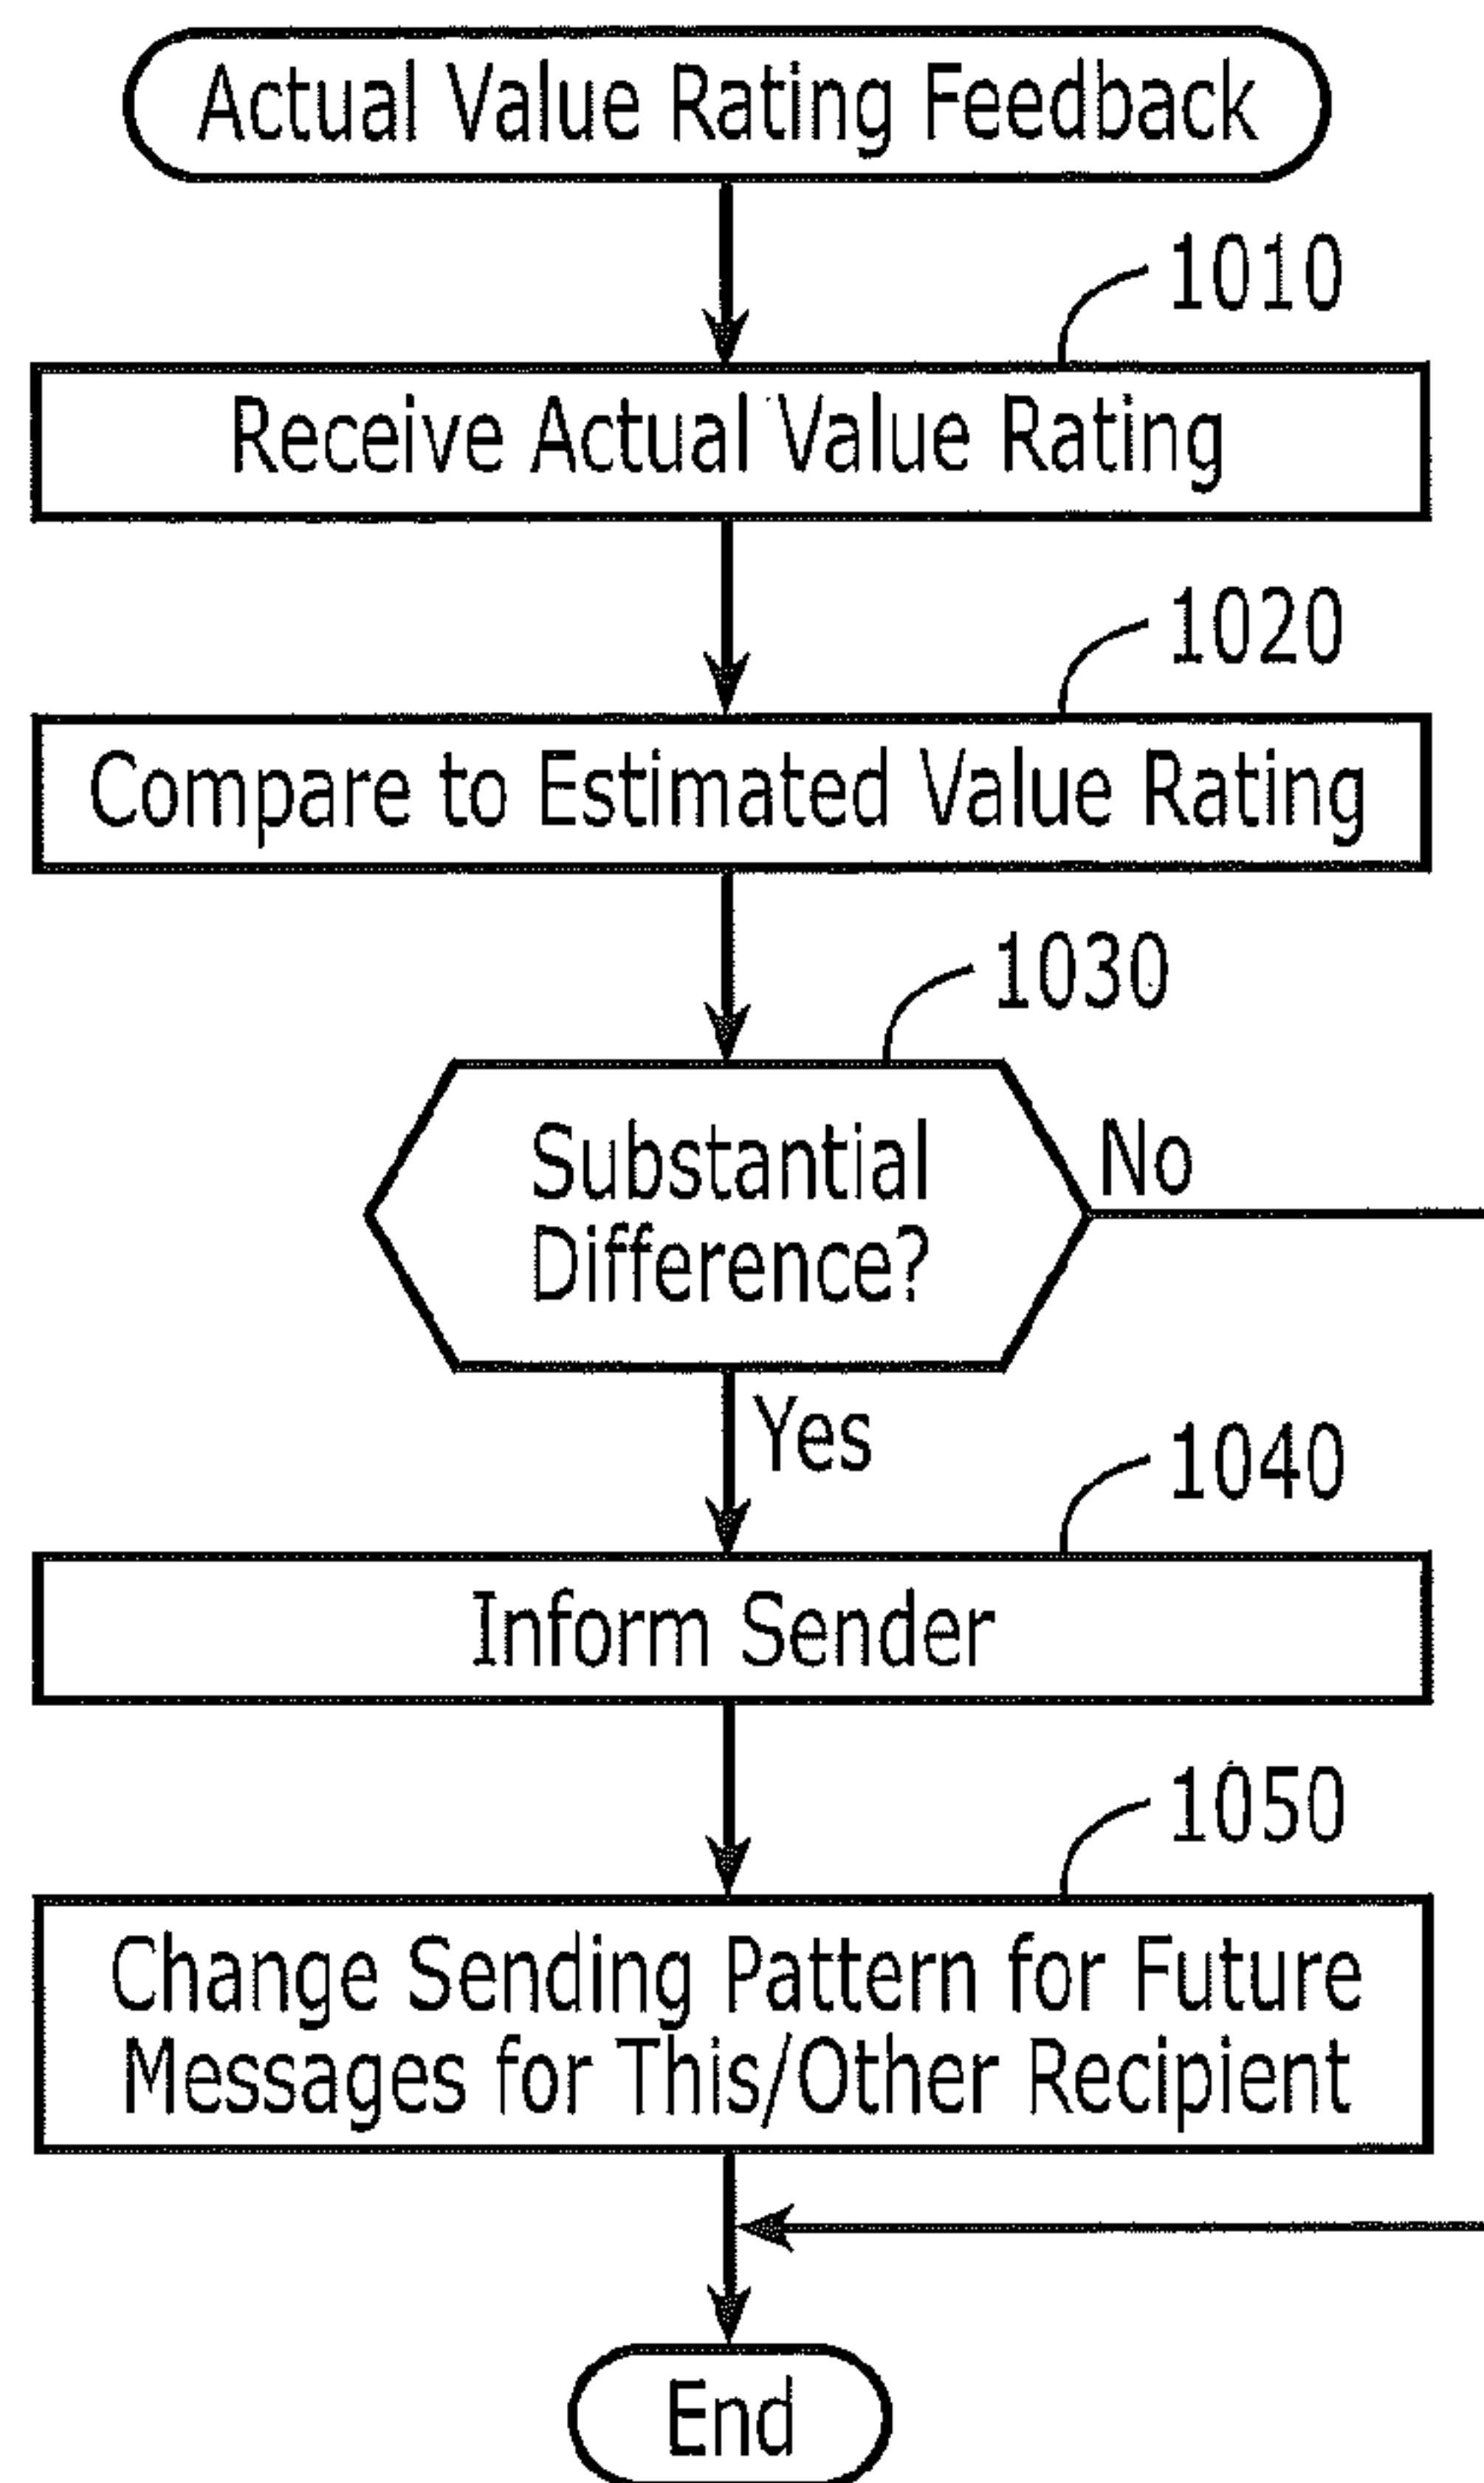 Actual Value Rating Feedback
1010
Receive Actual Value Rating
1020
Compare to Estimated Value Rating
1030
Substantial
Difference?
No
Yes
1040
Inform Sender
1050
Change Sending Pattern for Future
Messages for This/Other Recipient
End